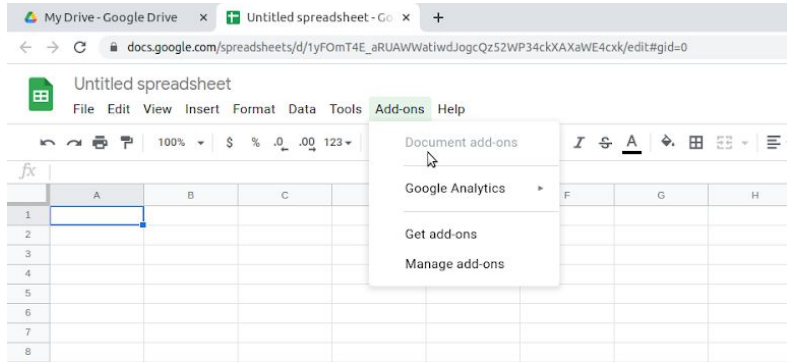 My Drive - Google Drive × Untitled spreadsheet - Go × +
docs.google.com/spreadsheets/d/1yFOmT4E_aRUAWWatiwdJogcQz52WP34ckXAXaWE4cxk/edit#gid=0
Untitled spreadsheet
File Edit View Insert Format Data Tools Add-ons Help
100% $ % .0 .00 123 I S A
Document add-ons
fx
Google Analytics
Get add-ons
Manage add-ons
A B C F G H
1
2
3
4
5
6
7
8